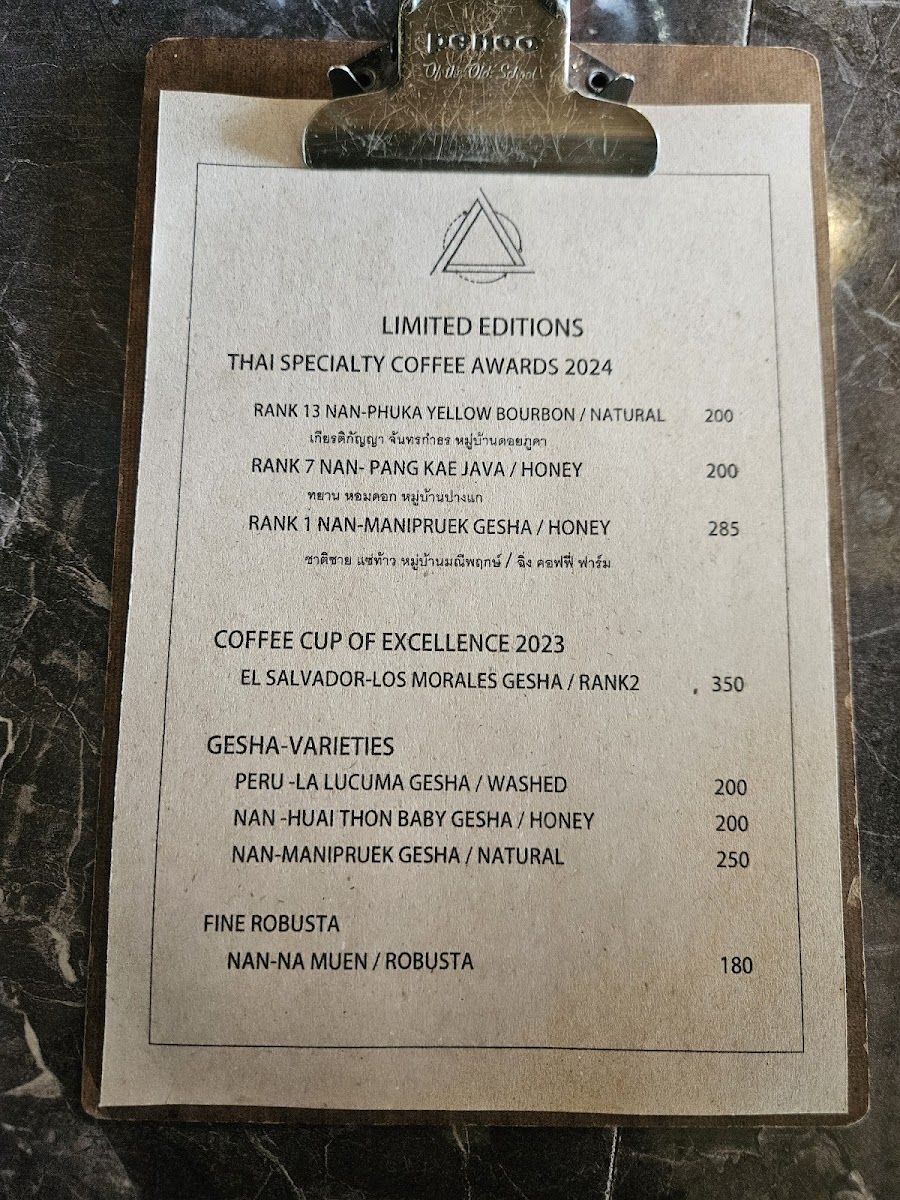 penco
Of the Old School
LIMITED EDITIONS
THAI SPECIALTY COFFEE AWARDS 2024
RANK 13 NAN-PHUKA YELLOW BOURBON / NATURAL 200
เกียรติกัญญา จันทรกำธร หมู่บ้านดอยภูคา
RANK 7 NAN- PANG KAE JAVA / HONEY 200
ทยาน หอมดอก หมู่บ้านปางแก
RANK 1 NAN-MANIPRUEK GESHA / HONEY 285
ชาติชาย แซ่ท้าว หมู่บ้านมณีพฤกษ์ / ฉิ่ง คอฟฟี่ ฟาร์ม
COFFEE CUP OF EXCELLENCE 2023
EL SALVADOR-LOS MORALES GESHA / RANK2 350
GESHA-VARIETIES
PERU -LA LUCUMA GESHA / WASHED 200
NAN -HUAI THON BABY GESHA / HONEY 200
NAN-MANIPRUEK GESHA / NATURAL 250
FINE ROBUSTA
NAN-NA MUEN / ROBUSTA 180